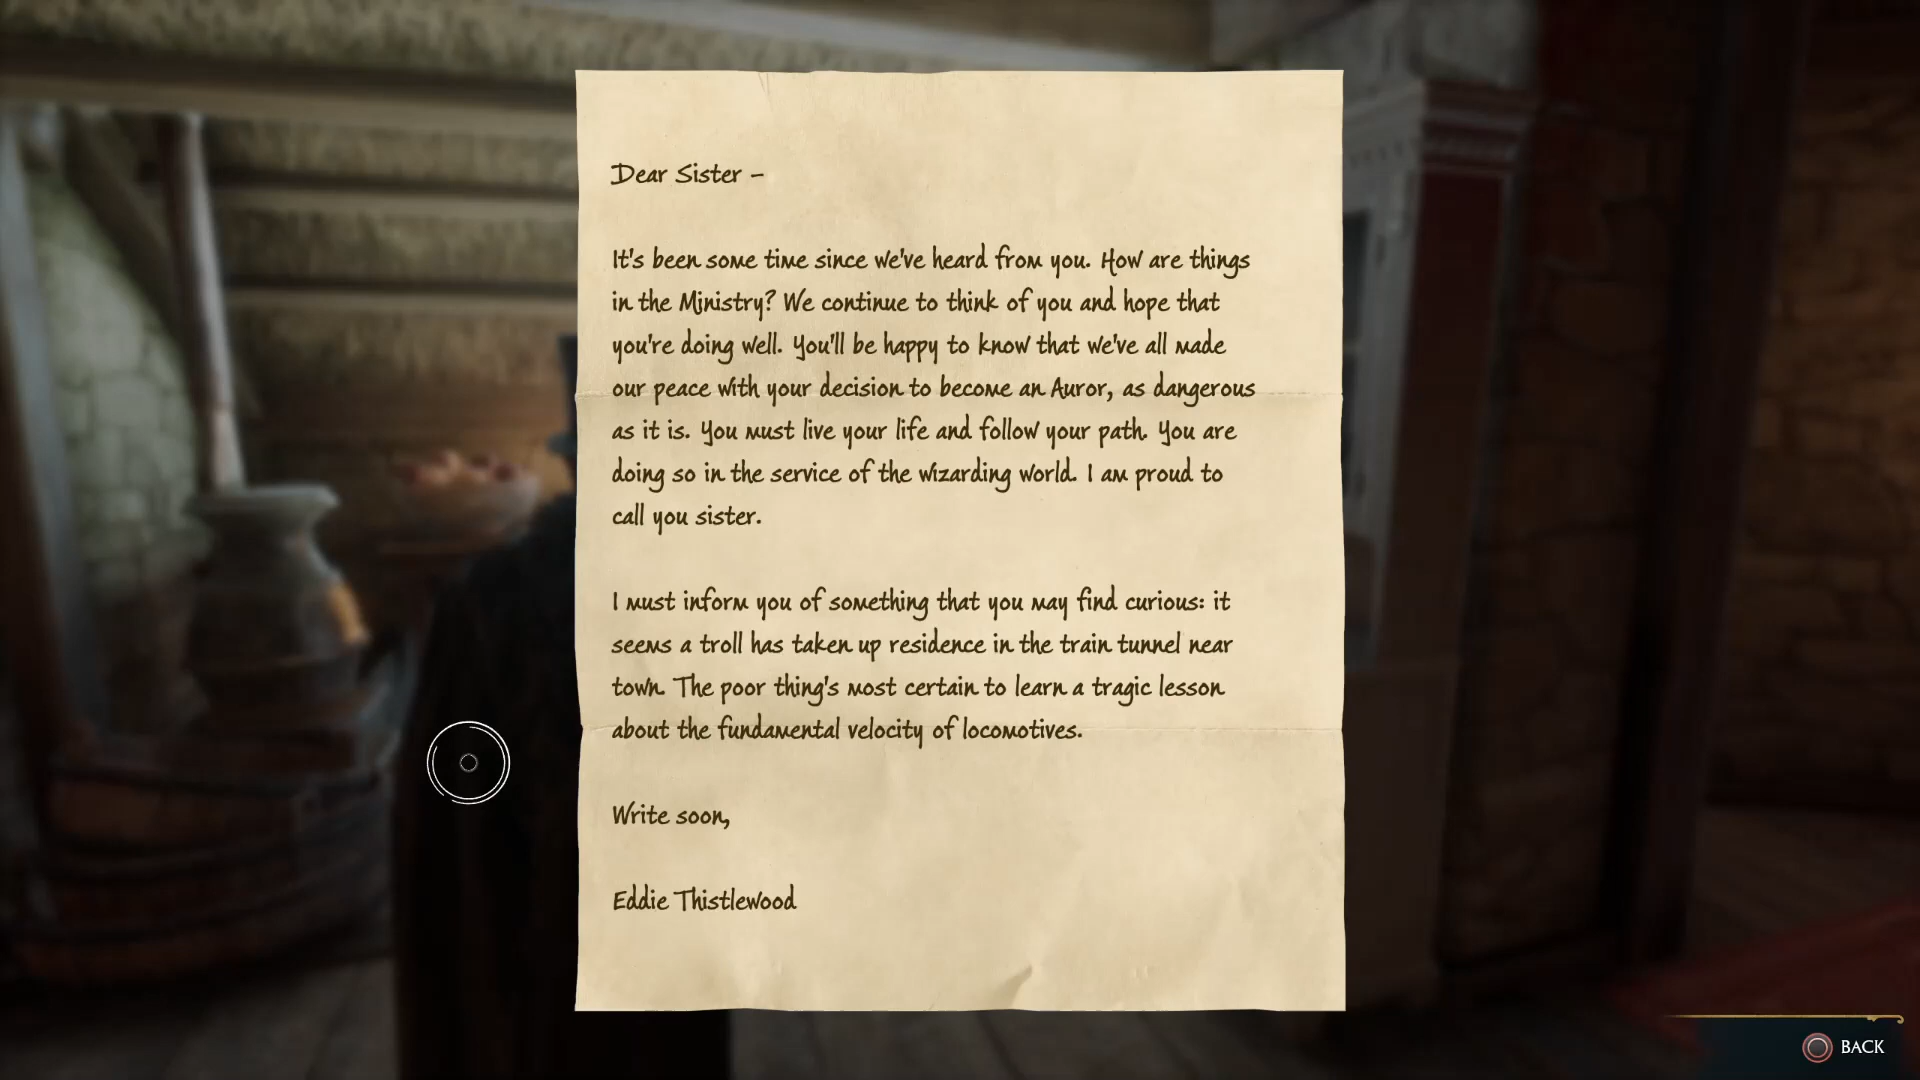 Dear Sister –
It's been some time since we've heard from you. How are things
in the Ministry? We continue to think of you and hope that
you're doing well. You'll be happy to know that we've all made
our peace with your decision to become an Auror, as dangerous
as it is. You must live your life and follow your path. You are
doing so in the service of the wizarding world. I am proud to
call you sister.
I must inform you of something that you may find curious: it
seems a troll has taken up residence in the train tunnel near
town. The poor thing's most certain to learn a tragic lesson
about the fundamental velocity of locomotives.
Write soon,
Eddie Thistlewood
BACK